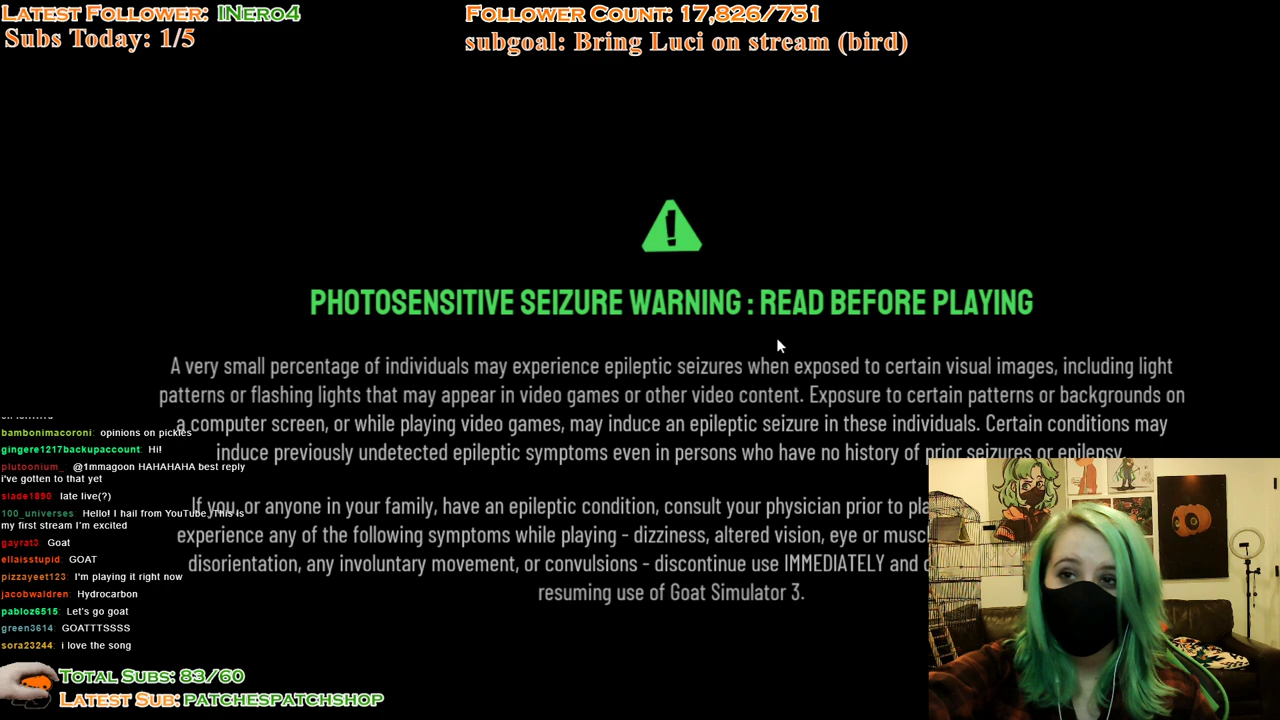 Latest Follower: INero4
Follower Count: 17,826/751
Subs Today: 1/5
subgoal: Bring Luci on stream (bird)
PHOTOSENSITIVE SEIZURE WARNING : READ BEFORE PLAYING
A very small percentage of individuals may experience epileptic seizures when exposed to certain visual images, including light
patterns or flashing lights that may appear in video games or other video content. Exposure to certain patterns or backgrounds on
a computer screen, or while playing video games, may induce an epileptic seizure in these individuals. Certain conditions may
induce previously undetected epileptic symptoms even in persons who have no history of prior seizures or epilepsy.
If you, or anyone in your family, have an epileptic condition, consult your physician prior to
experience any of the following symptoms while playing - dizziness, altered vision, eye or
disorientation, any involuntary movement, or convulsions - discontinue use IMMEDIATELY and
resuming use of Goat Simulator 3.
bambonimacoroni: opinions on pickles
gingere1217backupaccount: Hi!
plutoonium_: @1mmagoon HAHAHAHA best reply
i've gotten to that yet
slade1890: late live(?)
100_universes: Hello! I hail from YouTube. This is
my first stream I'm excited
gayrat3: Goat
ellaisstupid: GOAT
pizzayeet123: I'm playing it right now
jacobwaldren: Hydrocarbon
pabloz6515: Let's go goat
green3614: GOATTTSSSS
sora23244: i love the song
Total Subs: 83/60
Latest Sub: patchespatchshop